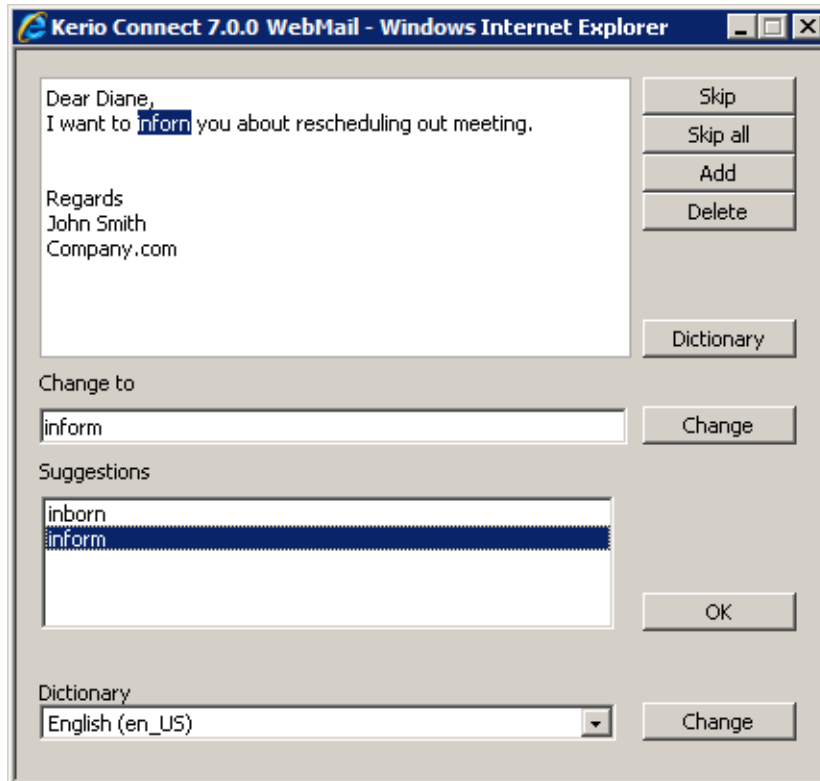 Kerio Connect 7.0.0 WebMail - Windows Internet Explorer
Dear Diane,
I want to inforn you about rescheduling out meeting.
Regards
John Smith
Company.com
Skip
Skip all
Add
Delete
Dictionary
Change to
inform
Change
Suggestions
inborn
inform
OK
Dictionary
English (en_US)
Change